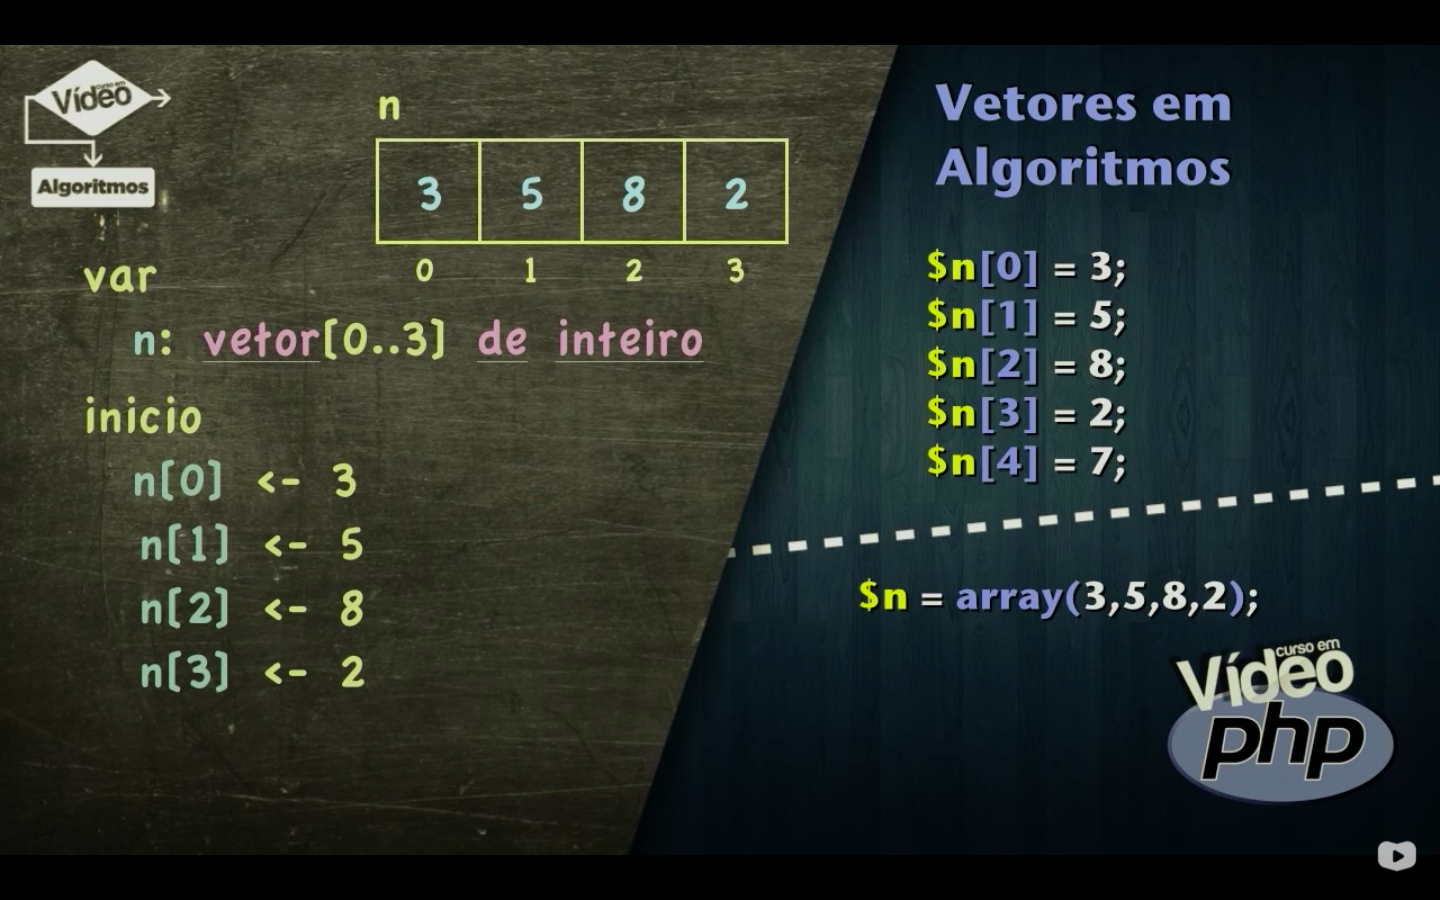 curso em
Vídeo
Algoritmos
n
3 5 8 2
0 1 2 3
var
n: vetor[0..3] de inteiro
inicio
n[0] <- 3
n[1] <- 5
n[2] <- 8
n[3] <- 2
Vetores em
Algoritmos
$n[0] = 3;
$n[1] = 5;
$n[2] = 8;
$n[3] = 2;
$n[4] = 7;
$n = array(3,5,8,2);
curso em
Vídeo
php